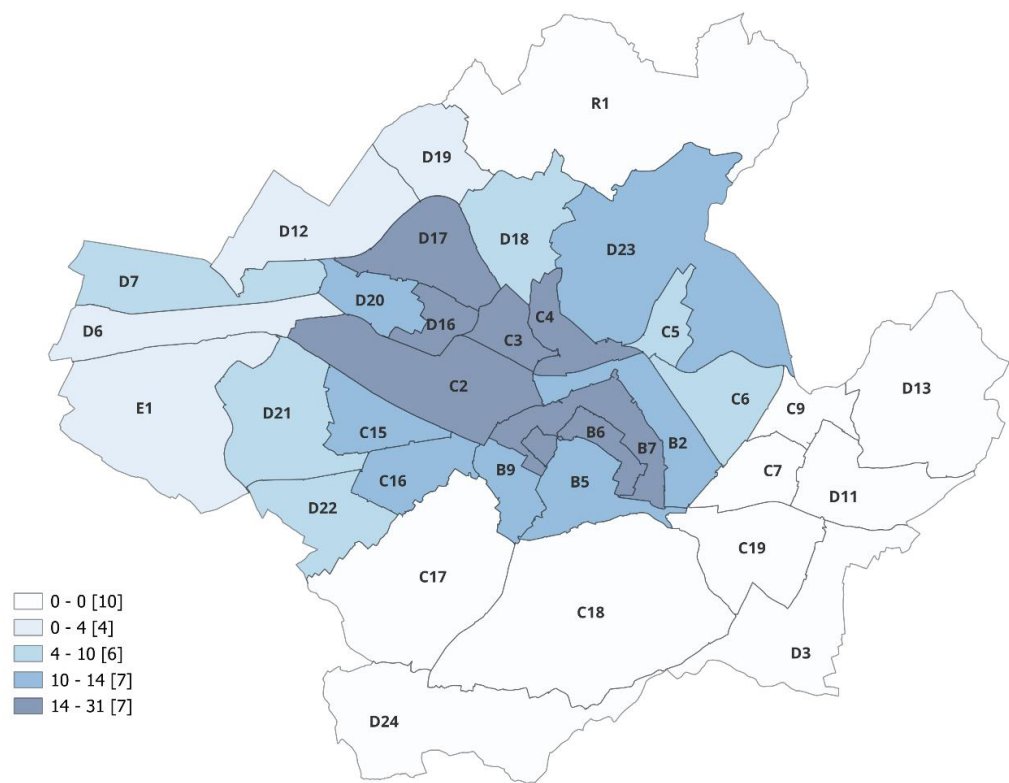 R1
D19
D12
D17
D18
D23
D7
D20
D16
C3
C4
D6
C5
C2
D13
E1
D21
C15
C6
C9
B6
B7
B2
B9
B5
C16
C7
D11
D22
C19
C17
C18
D3
D24
0 - 0 [10]
0 - 4 [4]
4 - 10 [6]
10 - 14 [7]
14 - 31 [7]